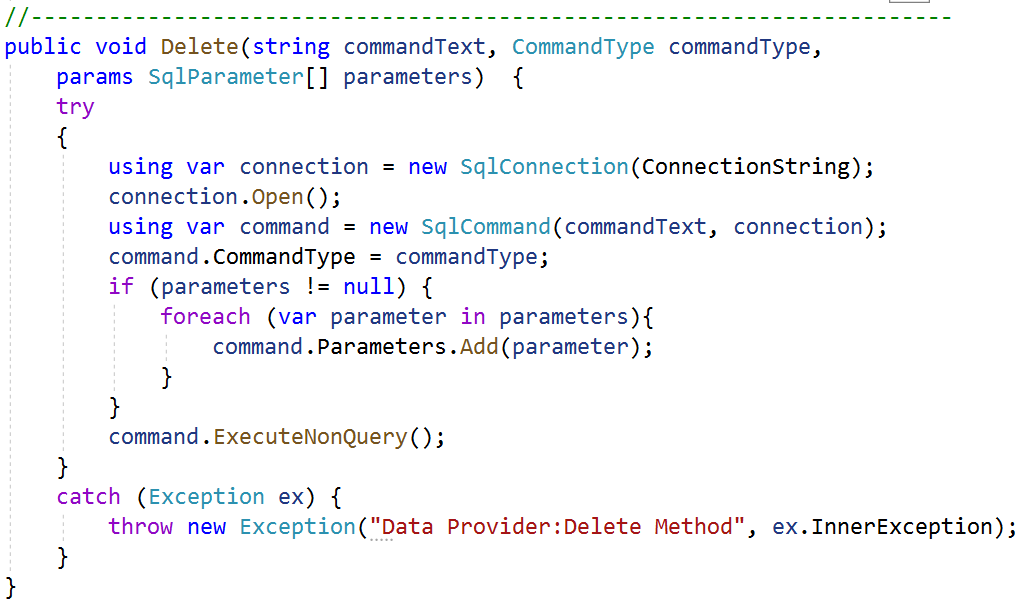 //-----------------------------------------------------------------------
public void Delete(string commandText, CommandType commandType,
    params SqlParameter[] parameters)  {
    try
    {
        using var connection = new SqlConnection(ConnectionString);
        connection.Open();
        using var command = new SqlCommand(commandText, connection);
        command.CommandType = commandType;
        if (parameters != null) {
            foreach (var parameter in parameters){
                command.Parameters.Add(parameter);
            }
        }
        command.ExecuteNonQuery();
    }
    catch (Exception ex) {
        throw new Exception("Data Provider:Delete Method", ex.InnerException);
    }
}